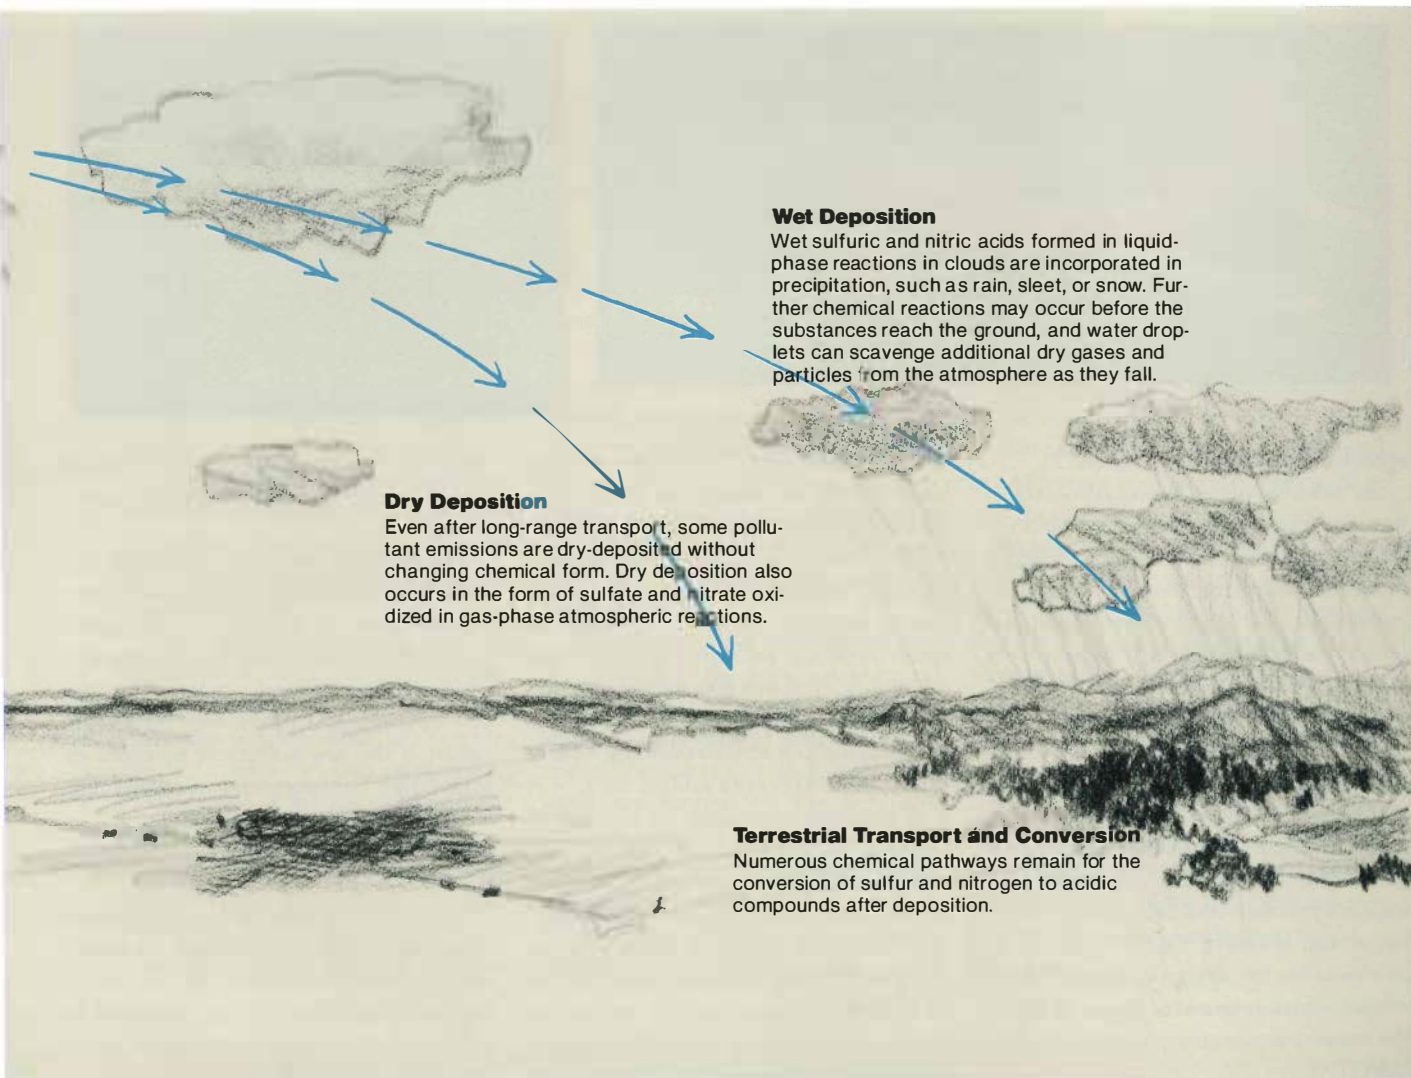 Wet Deposition
Wet sulfuric and nitric acids formed in liquid-
phase reactions in clouds are incorporated in
precipitation, such as rain, sleet, or snow. Fur-
ther chemical reactions may occur before the
substances reach the ground, and water drop-
lets can scavenge additional dry gases and
particles from the atmosphere as they fall.
Dry Deposition
Even after long-range transport, some pollu-
tant emissions are dry-deposited without
changing chemical form. Dry deposition also
occurs in the form of sulfate and nitrate oxi-
dized in gas-phase atmospheric reactions.
Terrestrial Transport and Conversion
Numerous chemical pathways remain for the
conversion of sulfur and nitrogen to acidic
compounds after deposition.